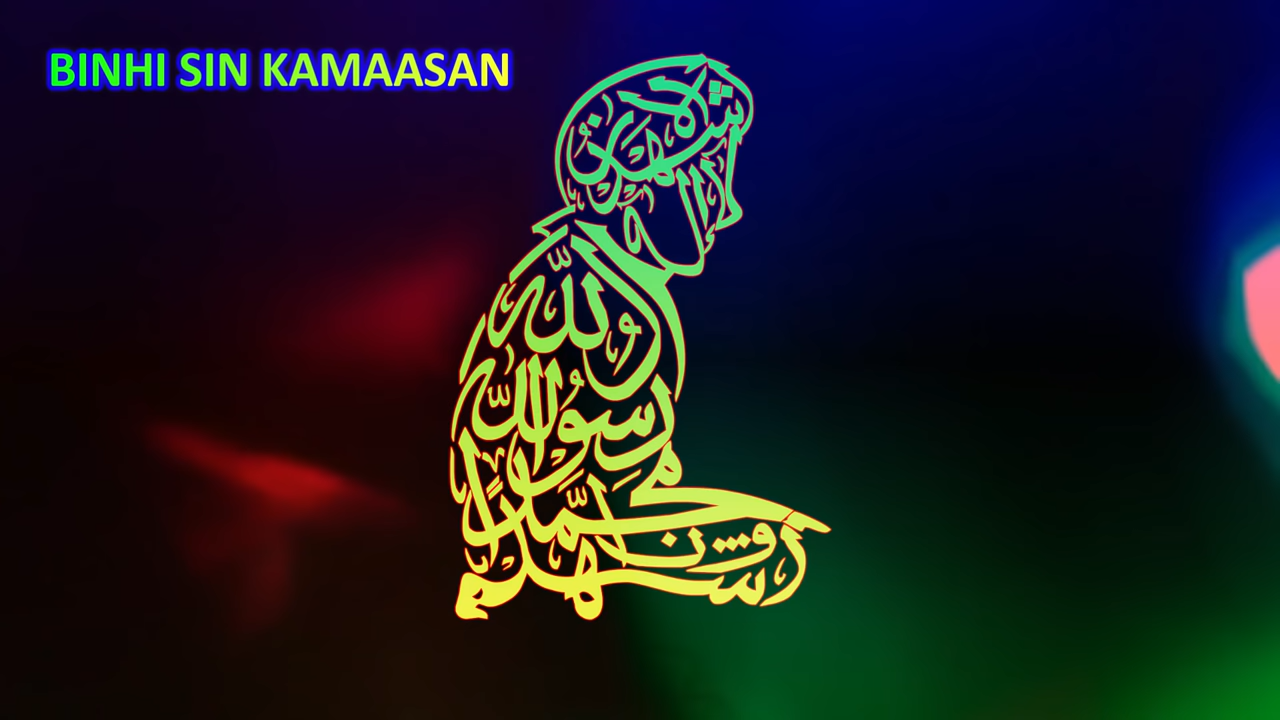 BINHI SIN KAMAASAN
أشهد أن لا
إله
إلا الله
وأشهد أن
محمدا
رسول الله